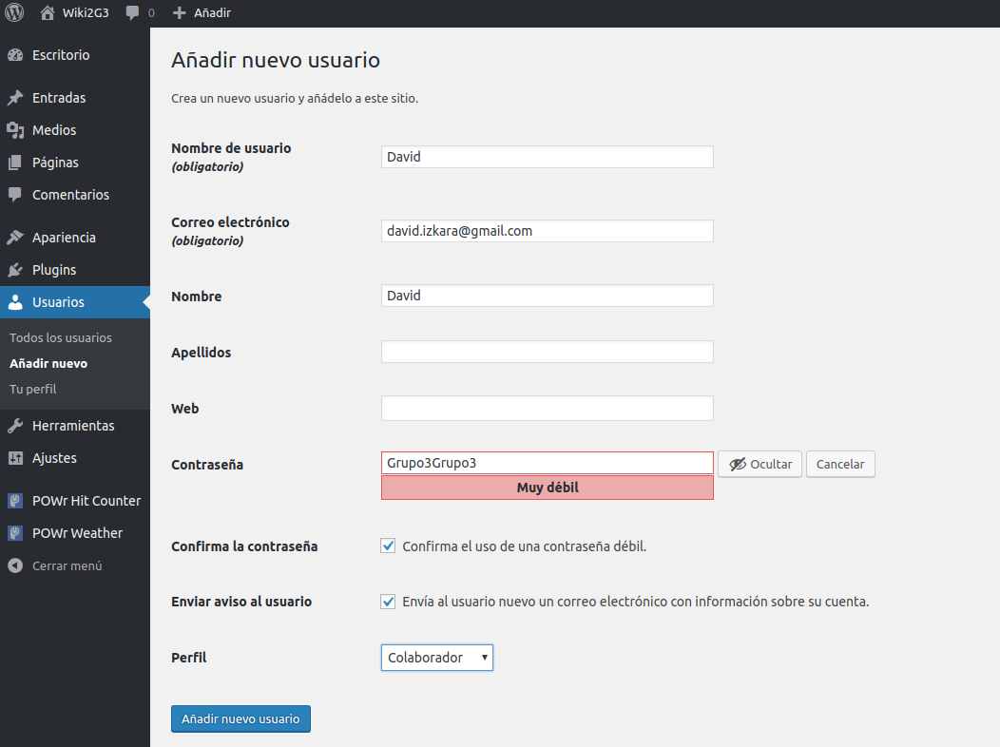 Wiki2G3 0 Añadir
Escritorio
Entradas
Medios
Páginas
Comentarios
Apariencia
Plugins
Usuarios
Todos los usuarios
Añadir nuevo
Tu perfil
Herramientas
Ajustes
POWr Hit Counter
POWr Weather
Cerrar menú
Añadir nuevo usuario
Crea un nuevo usuario y añádelo a este sitio.
Nombre de usuario
(obligatorio)
David
Correo electrónico
(obligatorio)
david.izkara@gmail.com
Nombre
David
Apellidos
Web
Contraseña
Grupo3Grupo3
Ocultar
Cancelar
Muy débil
Confirma la contraseña
Confirma el uso de una contraseña débil.
Enviar aviso al usuario
Envía al usuario nuevo un correo electrónico con información sobre su cuenta.
Perfil
Colaborador
Añadir nuevo usuario